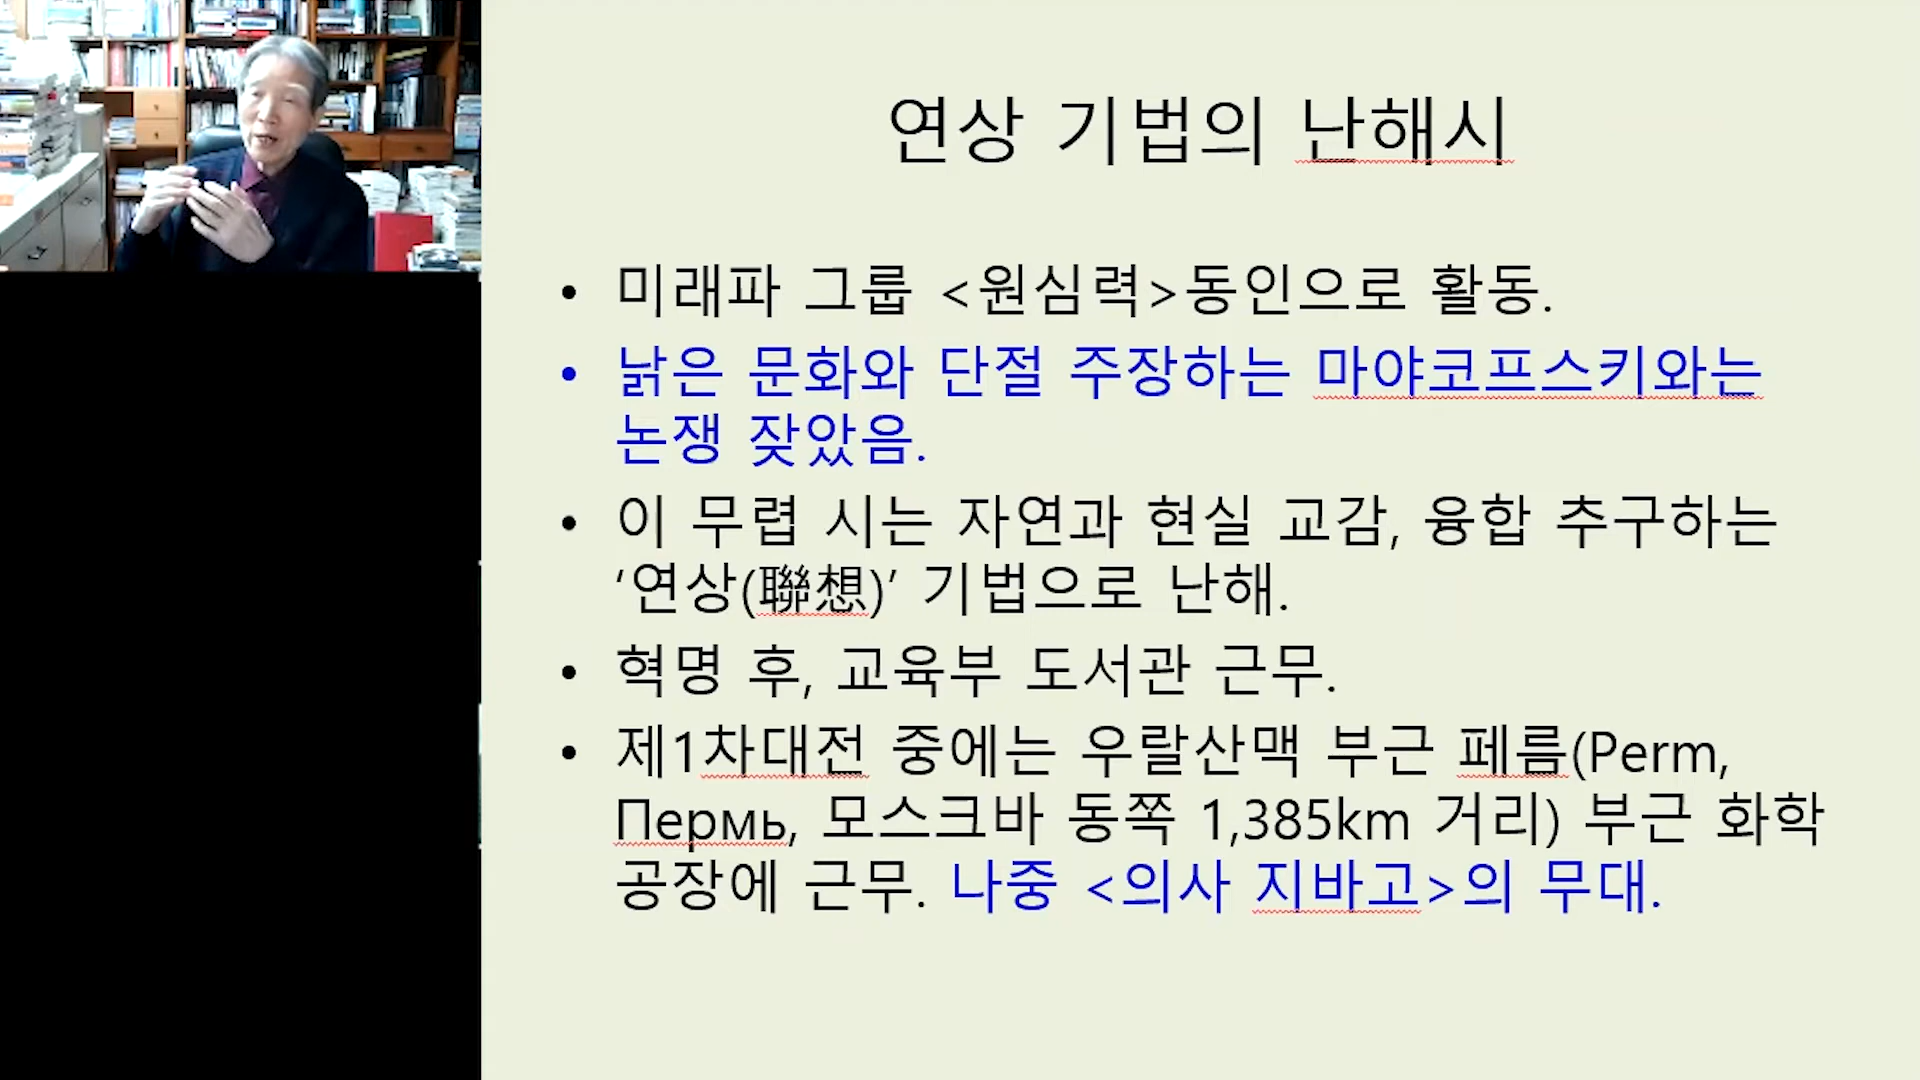 연상 기법의 난해시
• 미래파 그룹 <원심력>동인으로 활동.
• 낡은 문화와 단절 주장하는 마야코프스키와는
논쟁 잦았음.
• 이 무렵 시는 자연과 현실 교감, 융합 추구하는
‘연상(聯想)’ 기법으로 난해.
• 혁명 후, 교육부 도서관 근무.
• 제1차대전 중에는 우랄산맥 부근 페름(Perm,
Пермь, 모스크바 동쪽 1,385km 거리) 부근 화학
공장에 근무. 나중 <의사 지바고>의 무대.